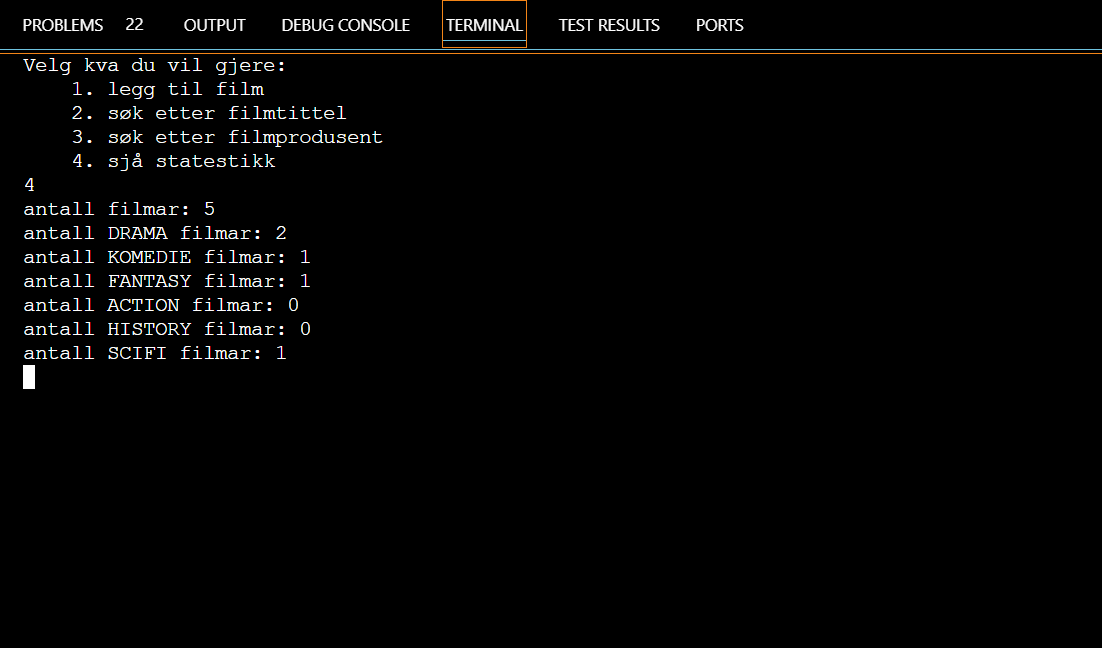 PROBLEMS 22 OUTPUT DEBUG CONSOLE TERMINAL TEST RESULTS PORTS
Velg kva du vil gjere:
    1. legg til film
    2. søk etter filmtittel
    3. søk etter filmprodusent
    4. sjå statestikk
4
antall filmar: 5
antall DRAMA filmar: 2
antall KOMEDIE filmar: 1
antall FANTASY filmar: 1
antall ACTION filmar: 0
antall HISTORY filmar: 0
antall SCIFI filmar: 1